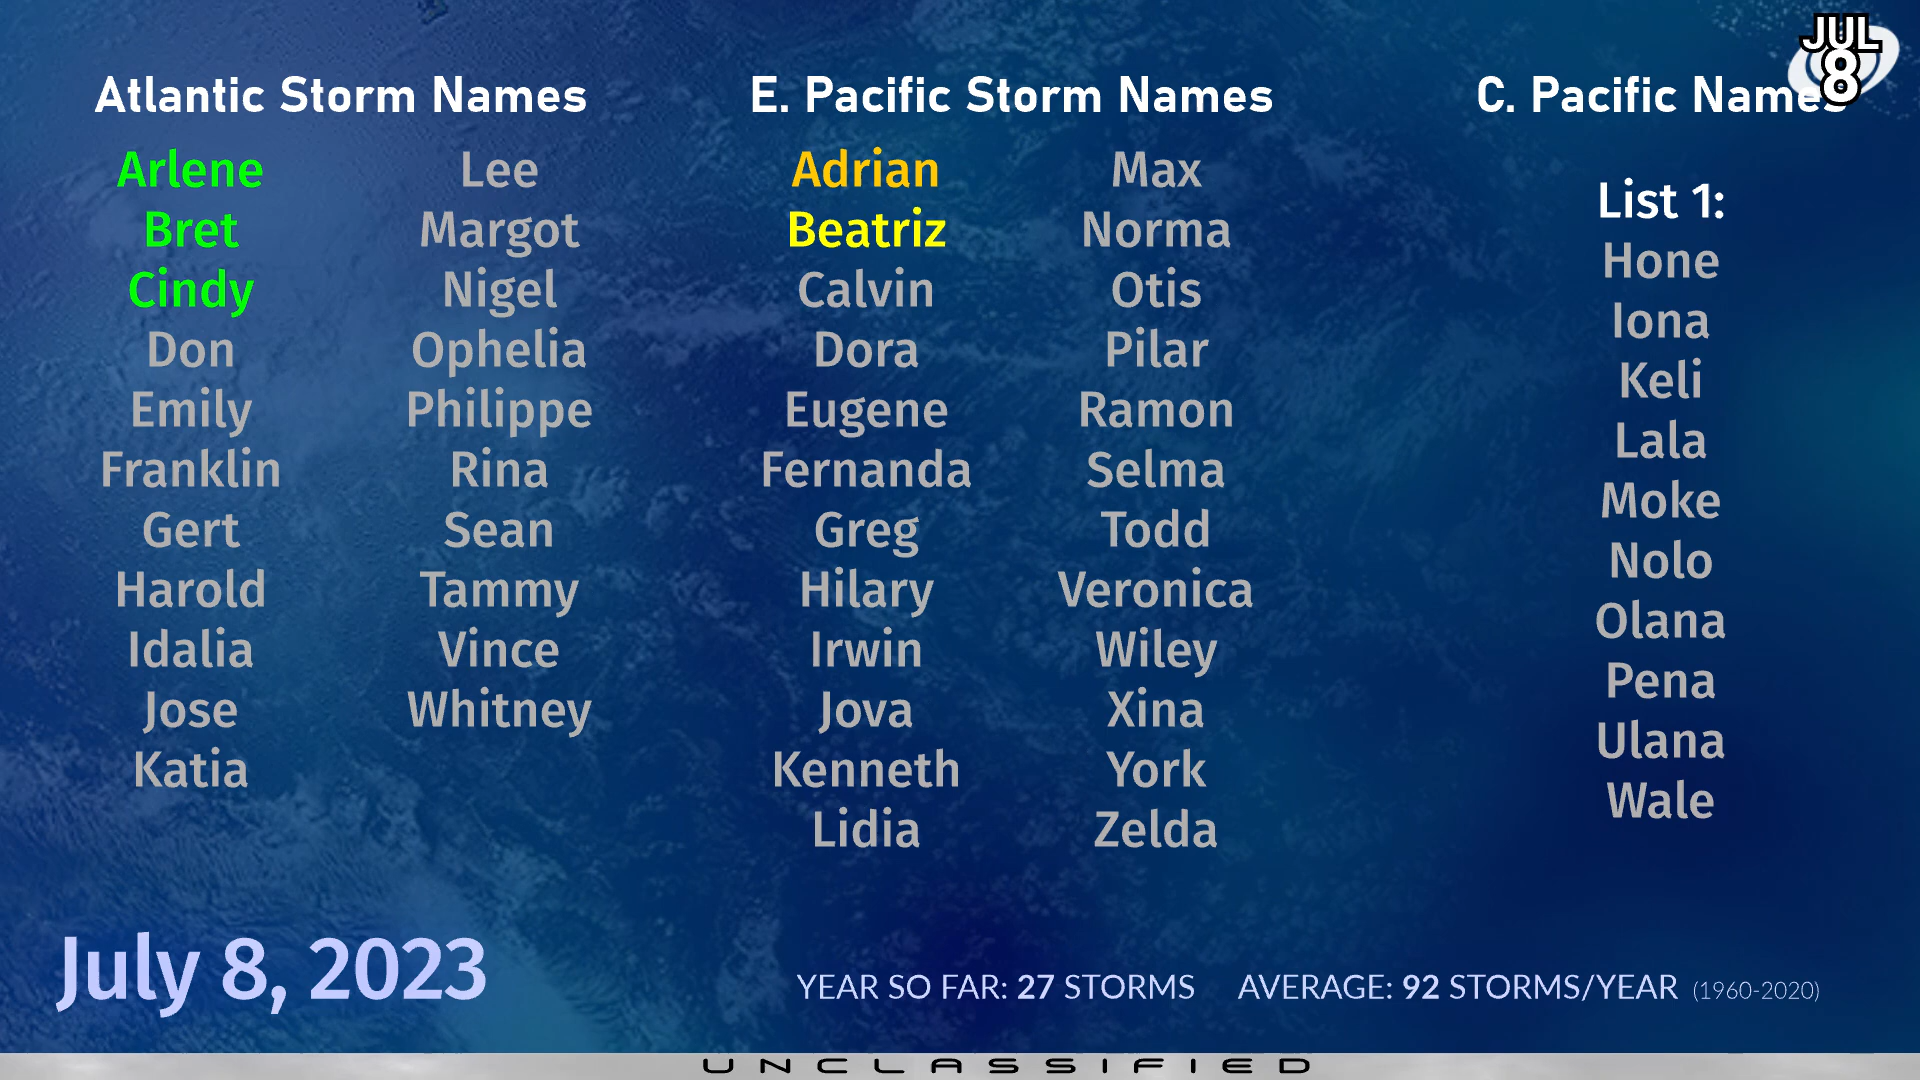 JUL
8
Atlantic Storm Names
Arlene
Bret
Cindy
Don
Emily
Franklin
Gert
Harold
Idalia
Jose
Katia
Lee
Margot
Nigel
Ophelia
Philippe
Rina
Sean
Tammy
Vince
Whitney
E. Pacific Storm Names
Adrian
Beatriz
Calvin
Dora
Eugene
Fernanda
Greg
Hilary
Irwin
Jova
Kenneth
Lidia
Max
Norma
Otis
Pilar
Ramon
Selma
Todd
Veronica
Wiley
Xina
York
Zelda
C. Pacific Names
List 1:
Hone
Iona
Keli
Lala
Moke
Nolo
Olana
Pena
Ulana
Wale
July 8, 2023
YEAR SO FAR: 27 STORMS AVERAGE: 92 STORMS/YEAR (1960-2020)
UNCLASSIFIED